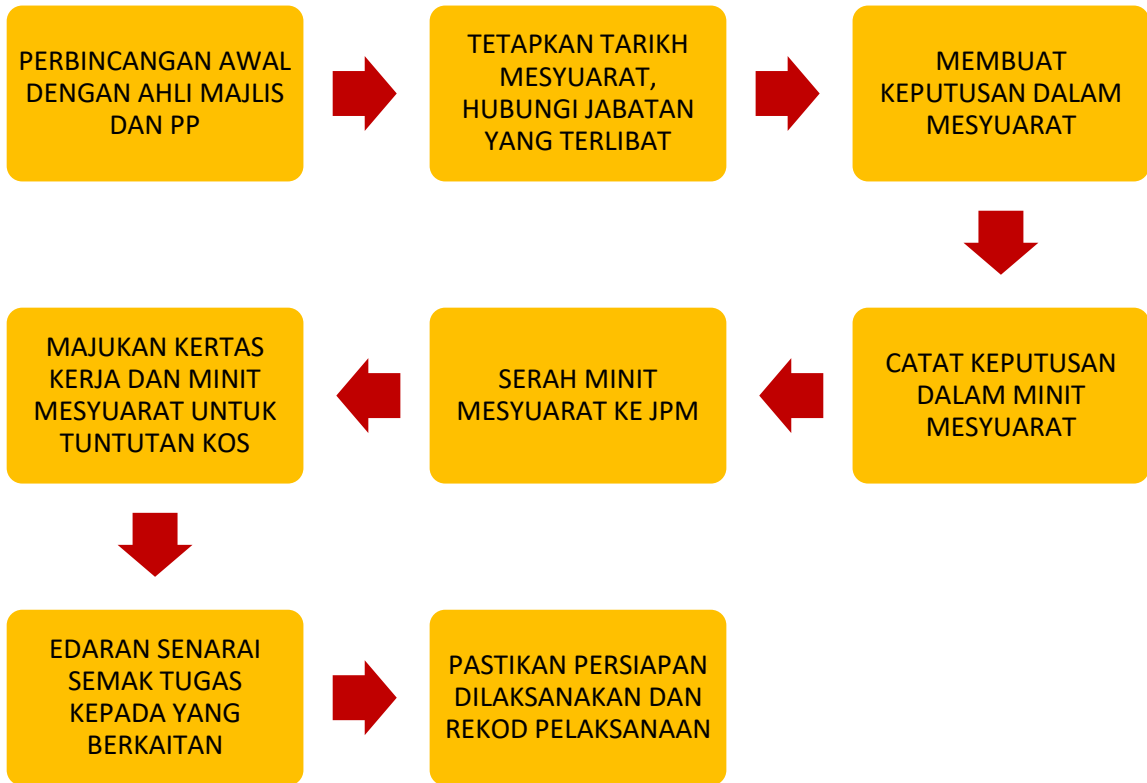 PERBINCANGAN AWAL
DENGAN AHLI MAJLIS
DAN PP
TETAPKAN TARIKH
MESYUARAT,
HUBUNGI JABATAN
YANG TERLIBAT
MEMBUAT
KEPUTUSAN DALAM
MESYUARAT
CATAT KEPUTUSAN
DALAM MINIT
MESYUARAT
SERAH MINIT
MESYUARAT KE JPM
MAJUKAN KERTAS
KERJA DAN MINIT
MESYUARAT UNTUK
TUNTUTAN KOS
EDARAN SENARAI
SEMAK TUGAS
KEPADA YANG
BERKAITAN
PASTIKAN PERSIAPAN
DILAKSANAKAN DAN
REKOD PELAKSANAAN